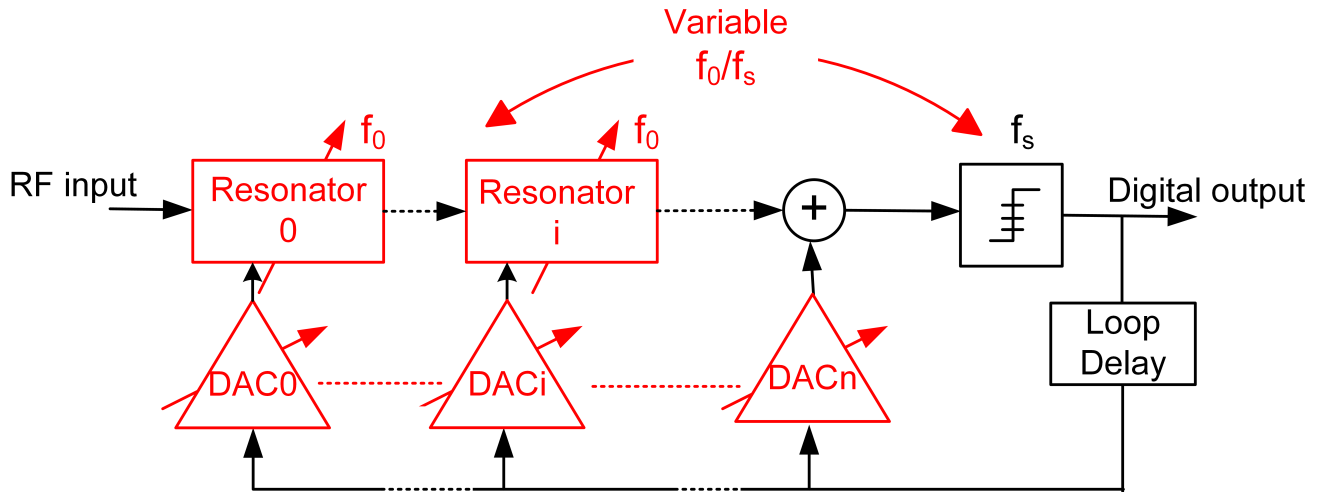 Variable
f₀/fₛ
f₀
f₀
fₛ
RF input
Resonator
0
Resonator
i
+
Digital output
Loop
Delay
DAC0
DACi
DACn